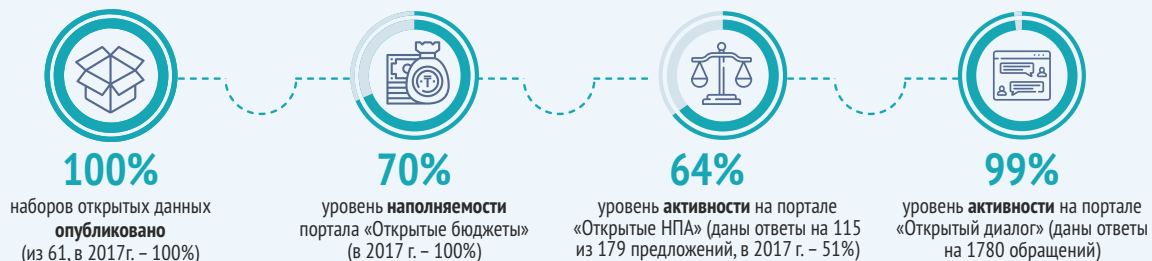 100%
наборов открытых данных
опубликовано
(из 61, в 2017г. – 100%)
70%
уровень наполняемости
портала «Открытые бюджеты»
(в 2017 г. – 100%)
64%
уровень активности на портале
«Открытые НПА» (даны ответы на 115
из 179 предложений, в 2017 г. – 51%)
99%
уровень активности на портале
«Открытый диалог» (даны ответы
на 1780 обращений)